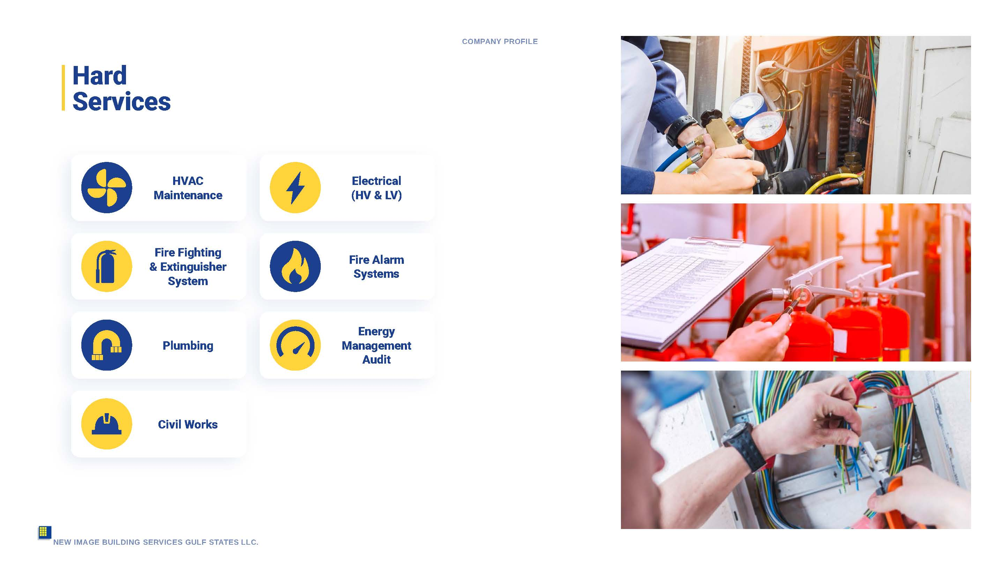 COMPANY PROFILE
Hard
Services
HVAC
Maintenance
Electrical
(HV & LV)
Fire Fighting
& Extinguisher
System
Fire Alarm
Systems
Plumbing
Energy
Management
Audit
Civil Works
NEW IMAGE BUILDING SERVICES GULF STATES LLC.